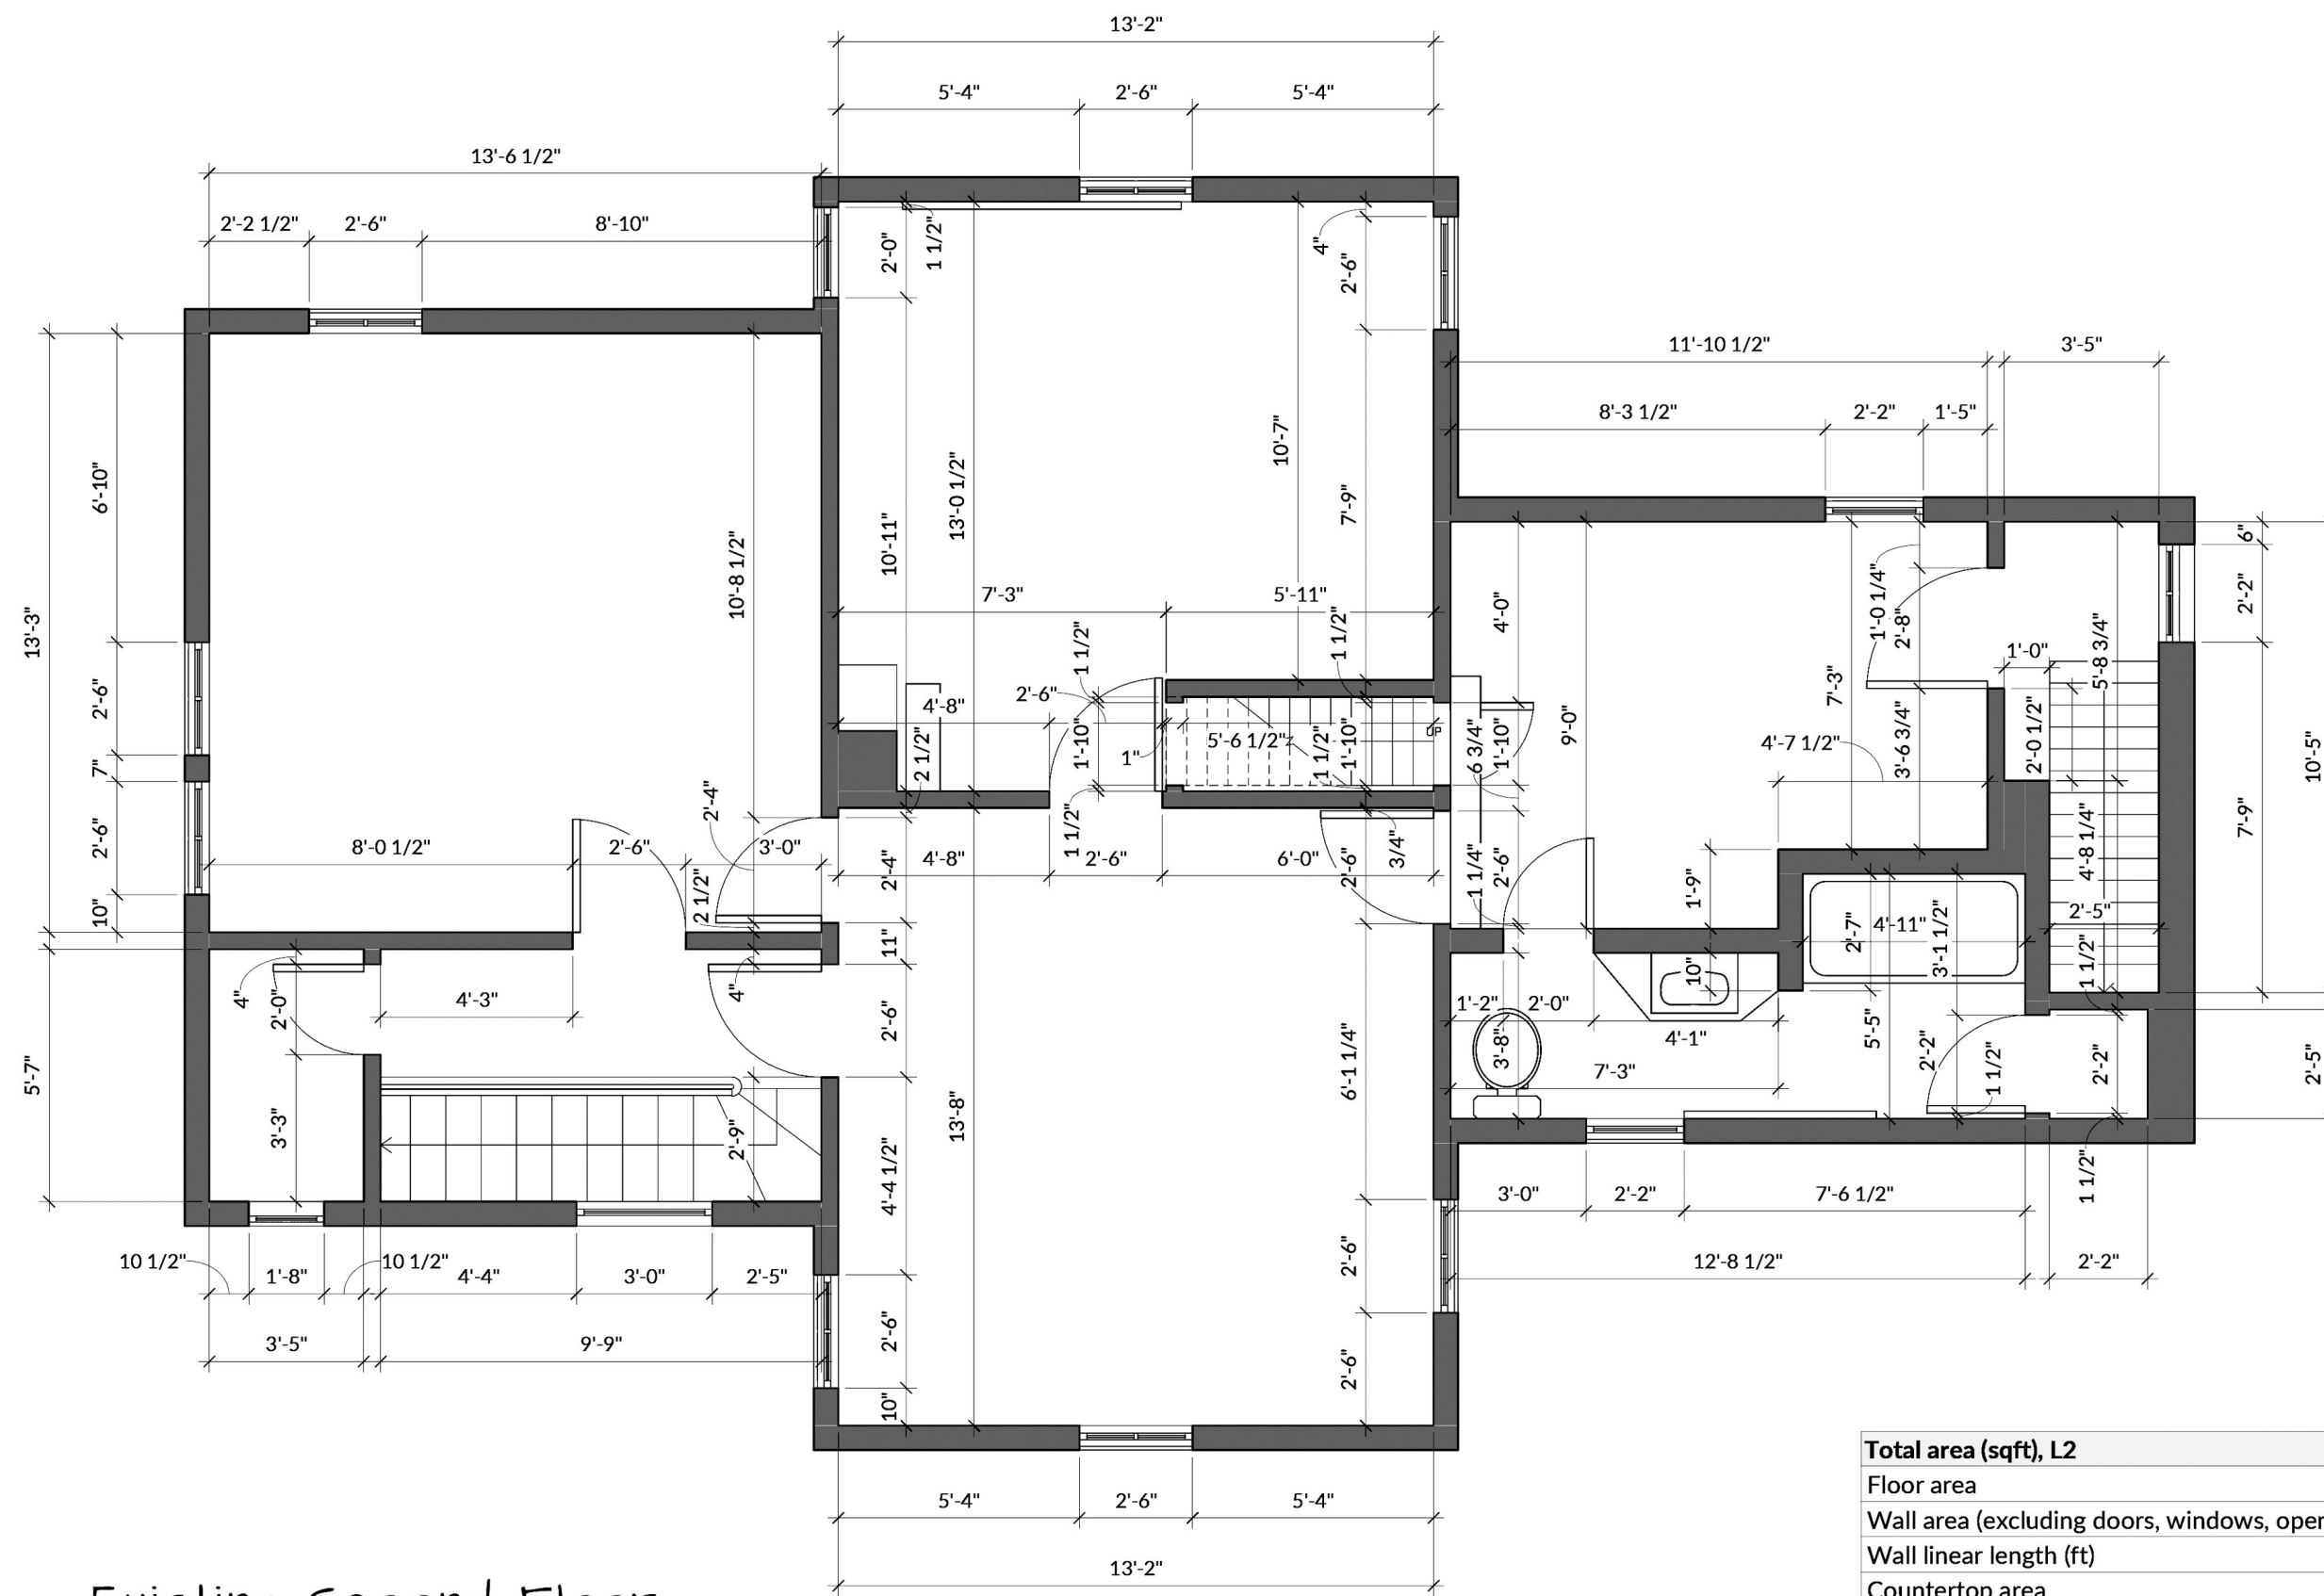 13'-2"
5'-4" 2'-6" 5'-4"
13'-6 1/2"
2'-2 1/2" 2'-6" 8'-10"
2'-0" 1 1/2" 4" 2'-6"
11'-10 1/2" 3'-5"
8'-3 1/2" 2'-2" 1'-5"
13'-3" 6'-10" 10'-8 1/2" 10'-11" 13'-0 1/2" 10'-7" 7'-9"
7'-3" 5'-11"
4'-0" 1'-0 1/4" 2'-8" 6" 2'-2"
1 1/2" 1 1/2" 7'-3" 1'-0" 5'-8 3/4"
2'-6" 7" 4'-8" 2'-6" 1'-10" 1" 5'-6 1/2" 1 1/2" 1'-10" UP 6 3/4" 1'-10" 9'-0" 4'-7 1/2" 3'-6 3/4" 2'-0 1/2" 10'-5"
2 1/2" 2'-4" 1 1/2"
2'-6" 8'-0 1/2" 2'-6" 3'-0" 2'-4" 4'-8" 2'-6" 6'-0" 2'-6" 3/4" 1 1/4" 2'-6" 1'-9" 4'-8 1/4" 7'-9"
10" 2 1/2" 11" 2'-7" 4'-11" 3'-1 1/2" 2'-5" 1 1/2"
4" 2'-0" 4'-3" 4" 2'-6" 10"
1'-2" 2'-0" 4'-1" 5'-5"
5'-7" 3'-8" 7'-3" 2'-2" 1 1/2" 2'-2" 2'-5"
3'-3" 2'-9" 4'-4 1/2" 13'-8" 6'-1 1/4"
3'-0" 2'-2" 7'-6 1/2" 1 1/2"
10 1/2" 1'-8" 10 1/2" 4'-4" 3'-0" 2'-5" 2'-6" 12'-8 1/2" 2'-2"
3'-5" 9'-9" 2'-6" 2'-6"
10"
5'-4" 2'-6" 5'-4"
13'-2"
Total area (sqft), L2
Floor area
Wall area (excluding doors, windows, open
Wall linear length (ft)
Countertop area
Existing Second Floor